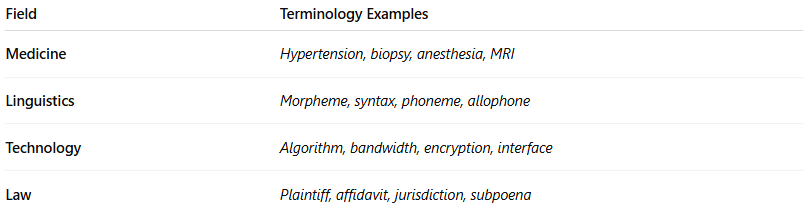 Field Terminology Examples
Medicine Hypertension, biopsy, anesthesia, MRI
Linguistics Morpheme, syntax, phoneme, allophone
Technology Algorithm, bandwidth, encryption, interface
Law Plaintiff, affidavit, jurisdiction, subpoena